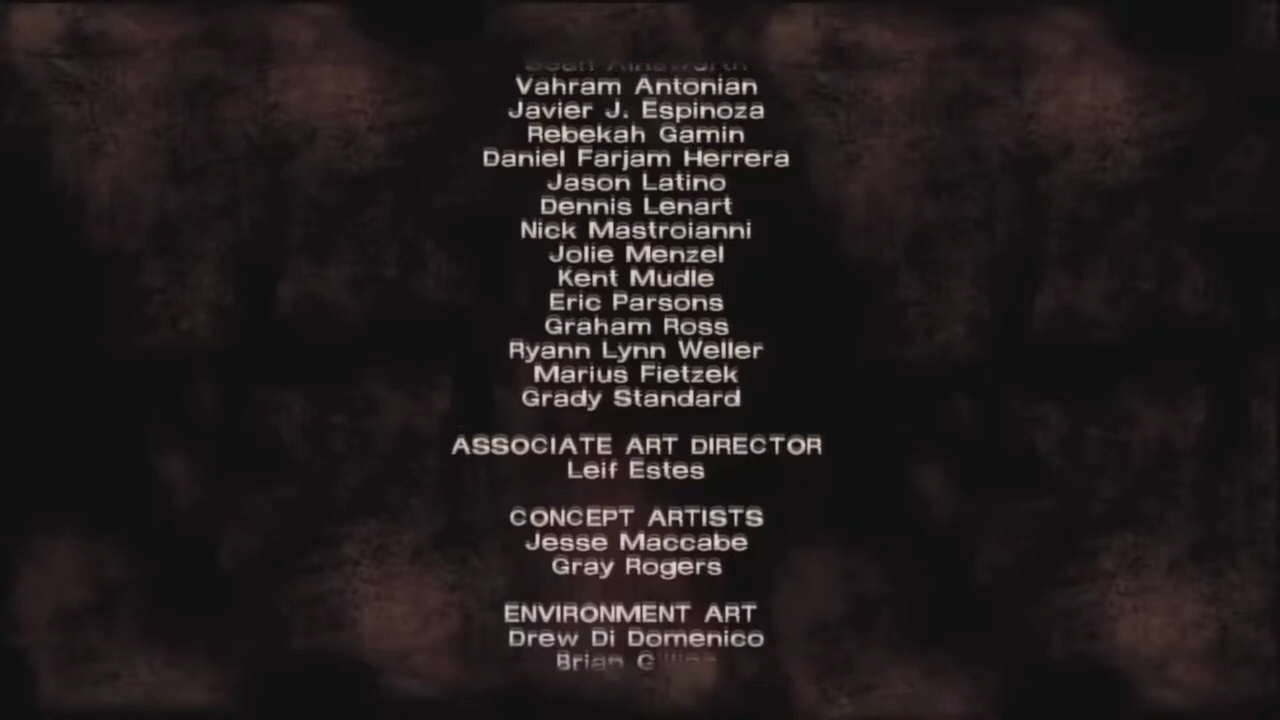 Vahram Antonian
Javier J. Espinoza
Rebekah Gamin
Daniel Farjam Herrera
Jason Latino
Dennis Lenart
Nick Mastroianni
Jolie Menzel
Kent Mudle
Eric Parsons
Graham Ross
Ryann Lynn Weller
Marius Fietzek
Grady Standard
ASSOCIATE ART DIRECTOR
Leif Estes
CONCEPT ARTISTS
Jesse Maccabe
Gray Rogers
ENVIRONMENT ART
Drew Di Domenico
Brian